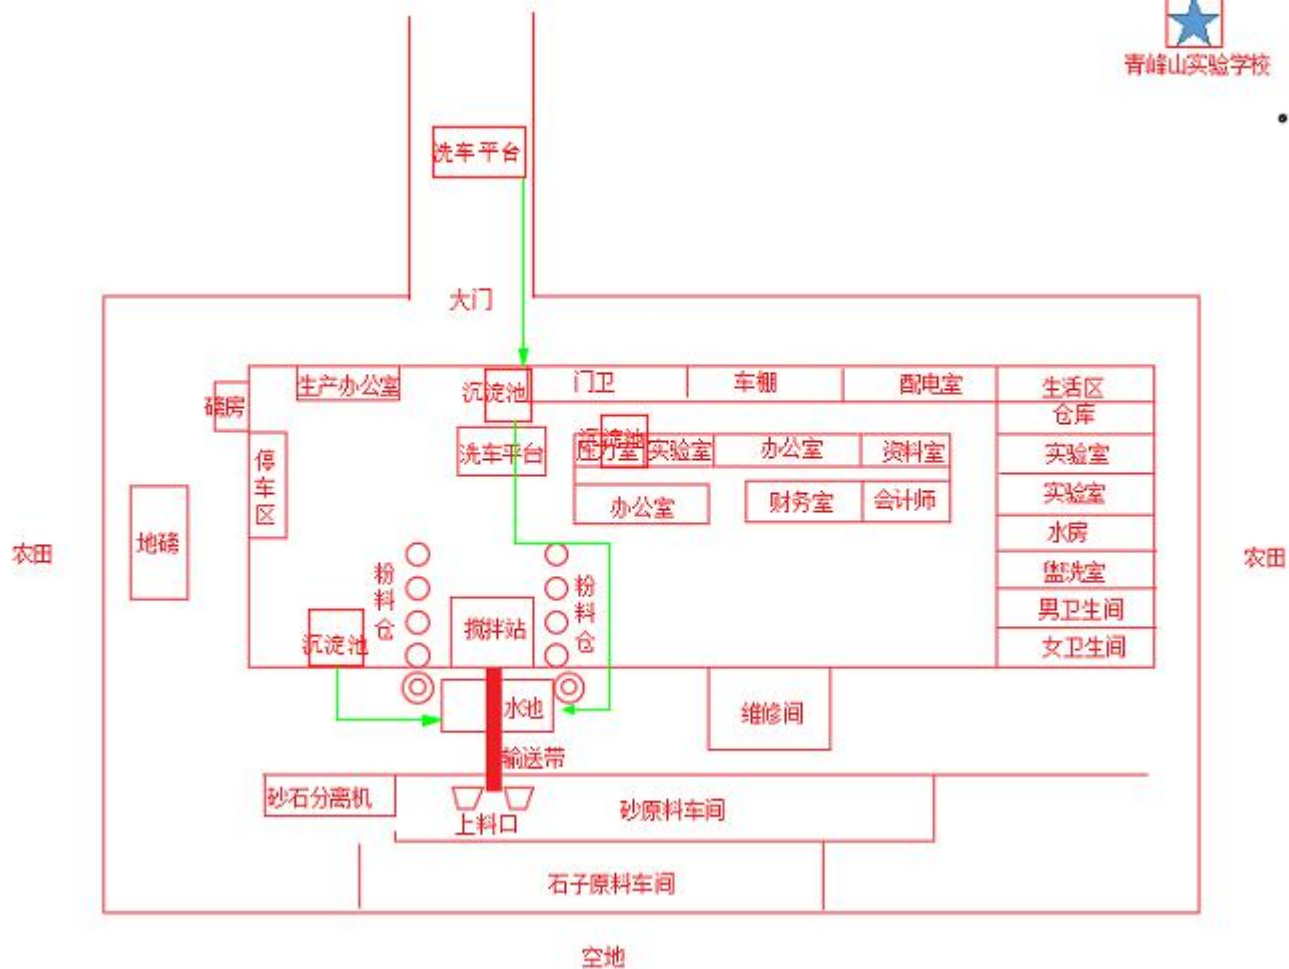 青峰山实验学校
洗车平台
大门
生产办公室
沉淀池
门卫
车棚
配电室
生活区
磅房
仓库
沉淀池
停车区
洗车平台
压力室
实验室
办公室
资料室
实验室
办公室
财务室
会计师
实验室
地磅
水房
农田
农田
粉料仓
粉料仓
盥洗室
搅拌站
男卫生间
沉淀池
女卫生间
水池
维修间
输送带
砂石分离机
砂原料车间
上料口
石子原料车间
空地